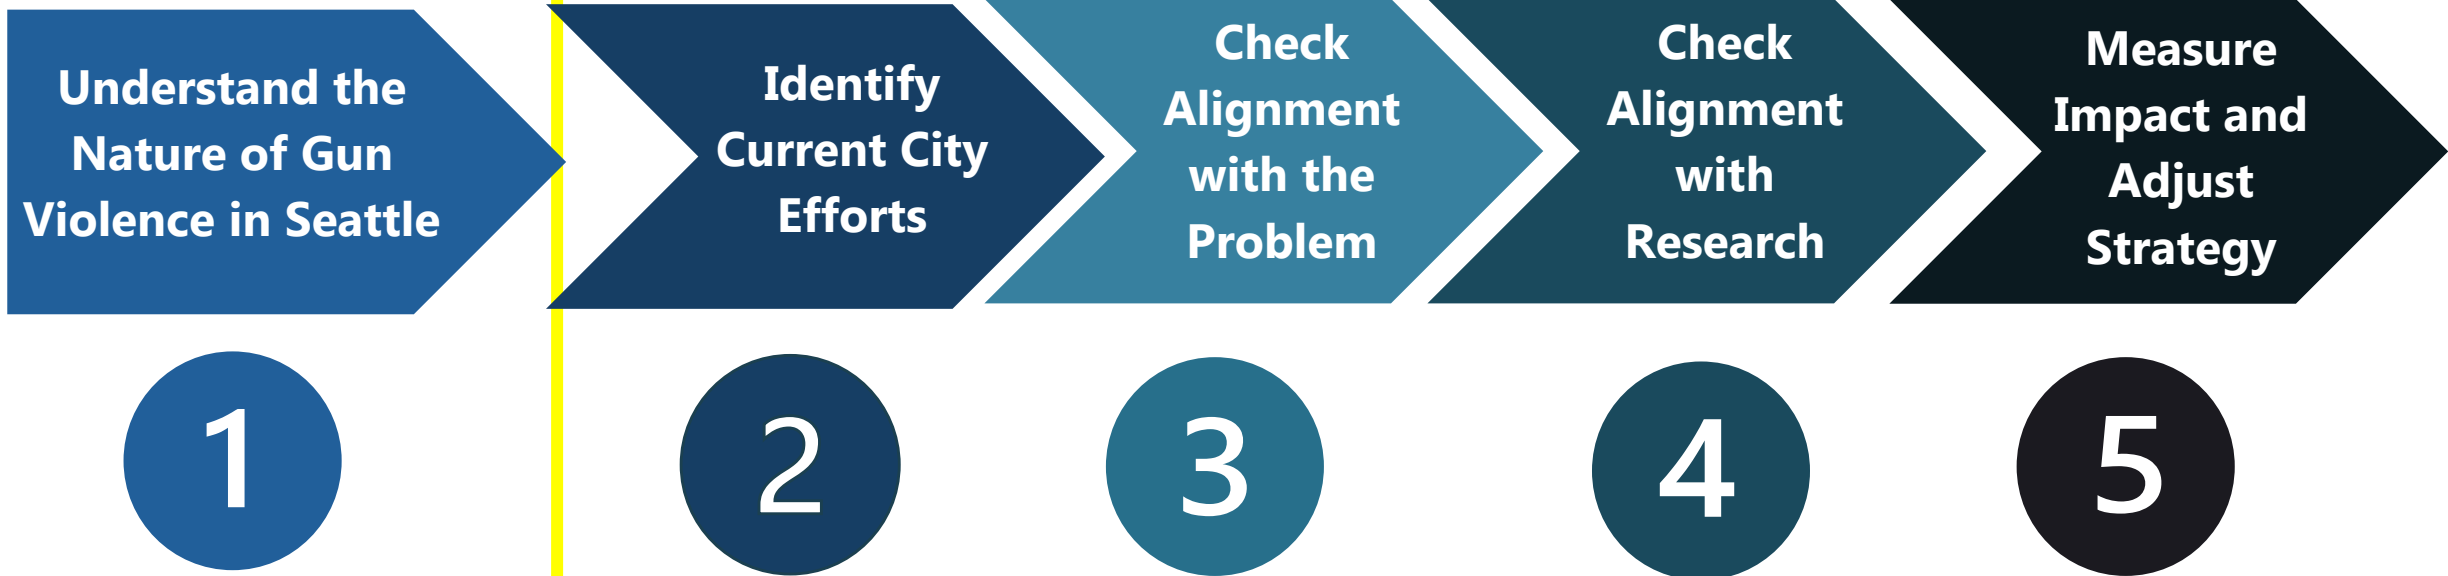 Understand the
Nature of Gun
Violence in Seattle
Identify
Current City
Efforts
Check
Alignment
with the
Problem
Check
Alignment
with
Research
Measure
Impact and
Adjust
Strategy
1
2
3
4
5